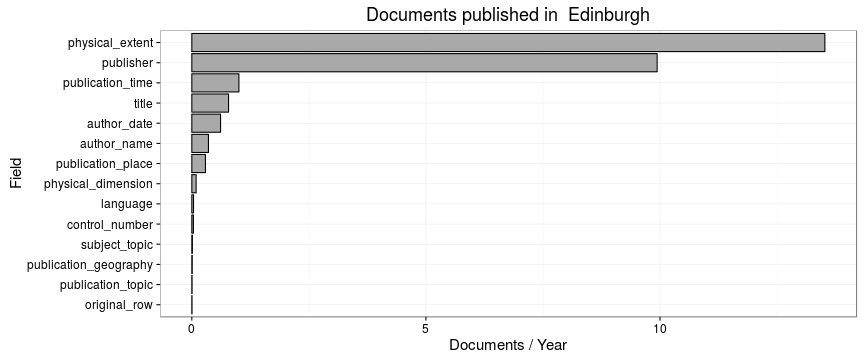 Documents published in  Edinburgh
Field
physical_extent
publisher
publication_time
title
author_date
author_name
publication_place
physical_dimension
language
control_number
subject_topic
publication_geography
publication_topic
original_row
0 5 10
Documents / Year